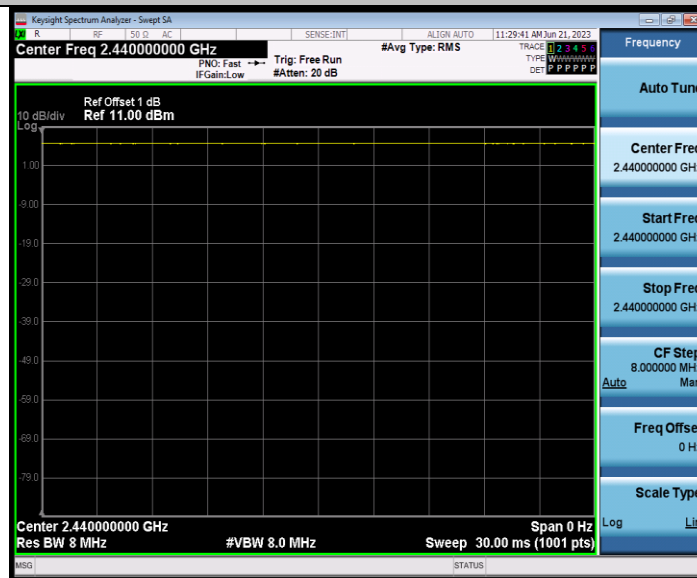 Keysight Spectrum Analyzer - Swept SA
LXI R RF 50 Ω AC SENSE:INT ALIGN AUTO 11:29:41 AM Jun 21, 2023
Center Freq 2.440000000 GHz
#Avg Type: RMS
TRACE 1 2 3 4 5 6
PNO: Fast Trig: Free Run TYPE WWWWWW
IFGain:Low #Atten: 20 dB DET P P P P P P
Ref Offset 1 dB
10 dB/div Ref 11.00 dBm
Log
1.00
-9.00
-19.0
-29.0
-39.0
-49.0
-59.0
-69.0
-79.0
Center 2.440000000 GHz Span 0 Hz
Res BW 8 MHz #VBW 8.0 MHz Sweep 30.00 ms (1001 pts)
MSG STATUS
Frequency
Auto Tun
Center Fre
2.440000000 GH
Start Fre
2.440000000 GH
Stop Fre
2.440000000 GH
CF Step
8.000000 MH
Auto Man
Freq Offse
0 H
Scale Type
Log Lin